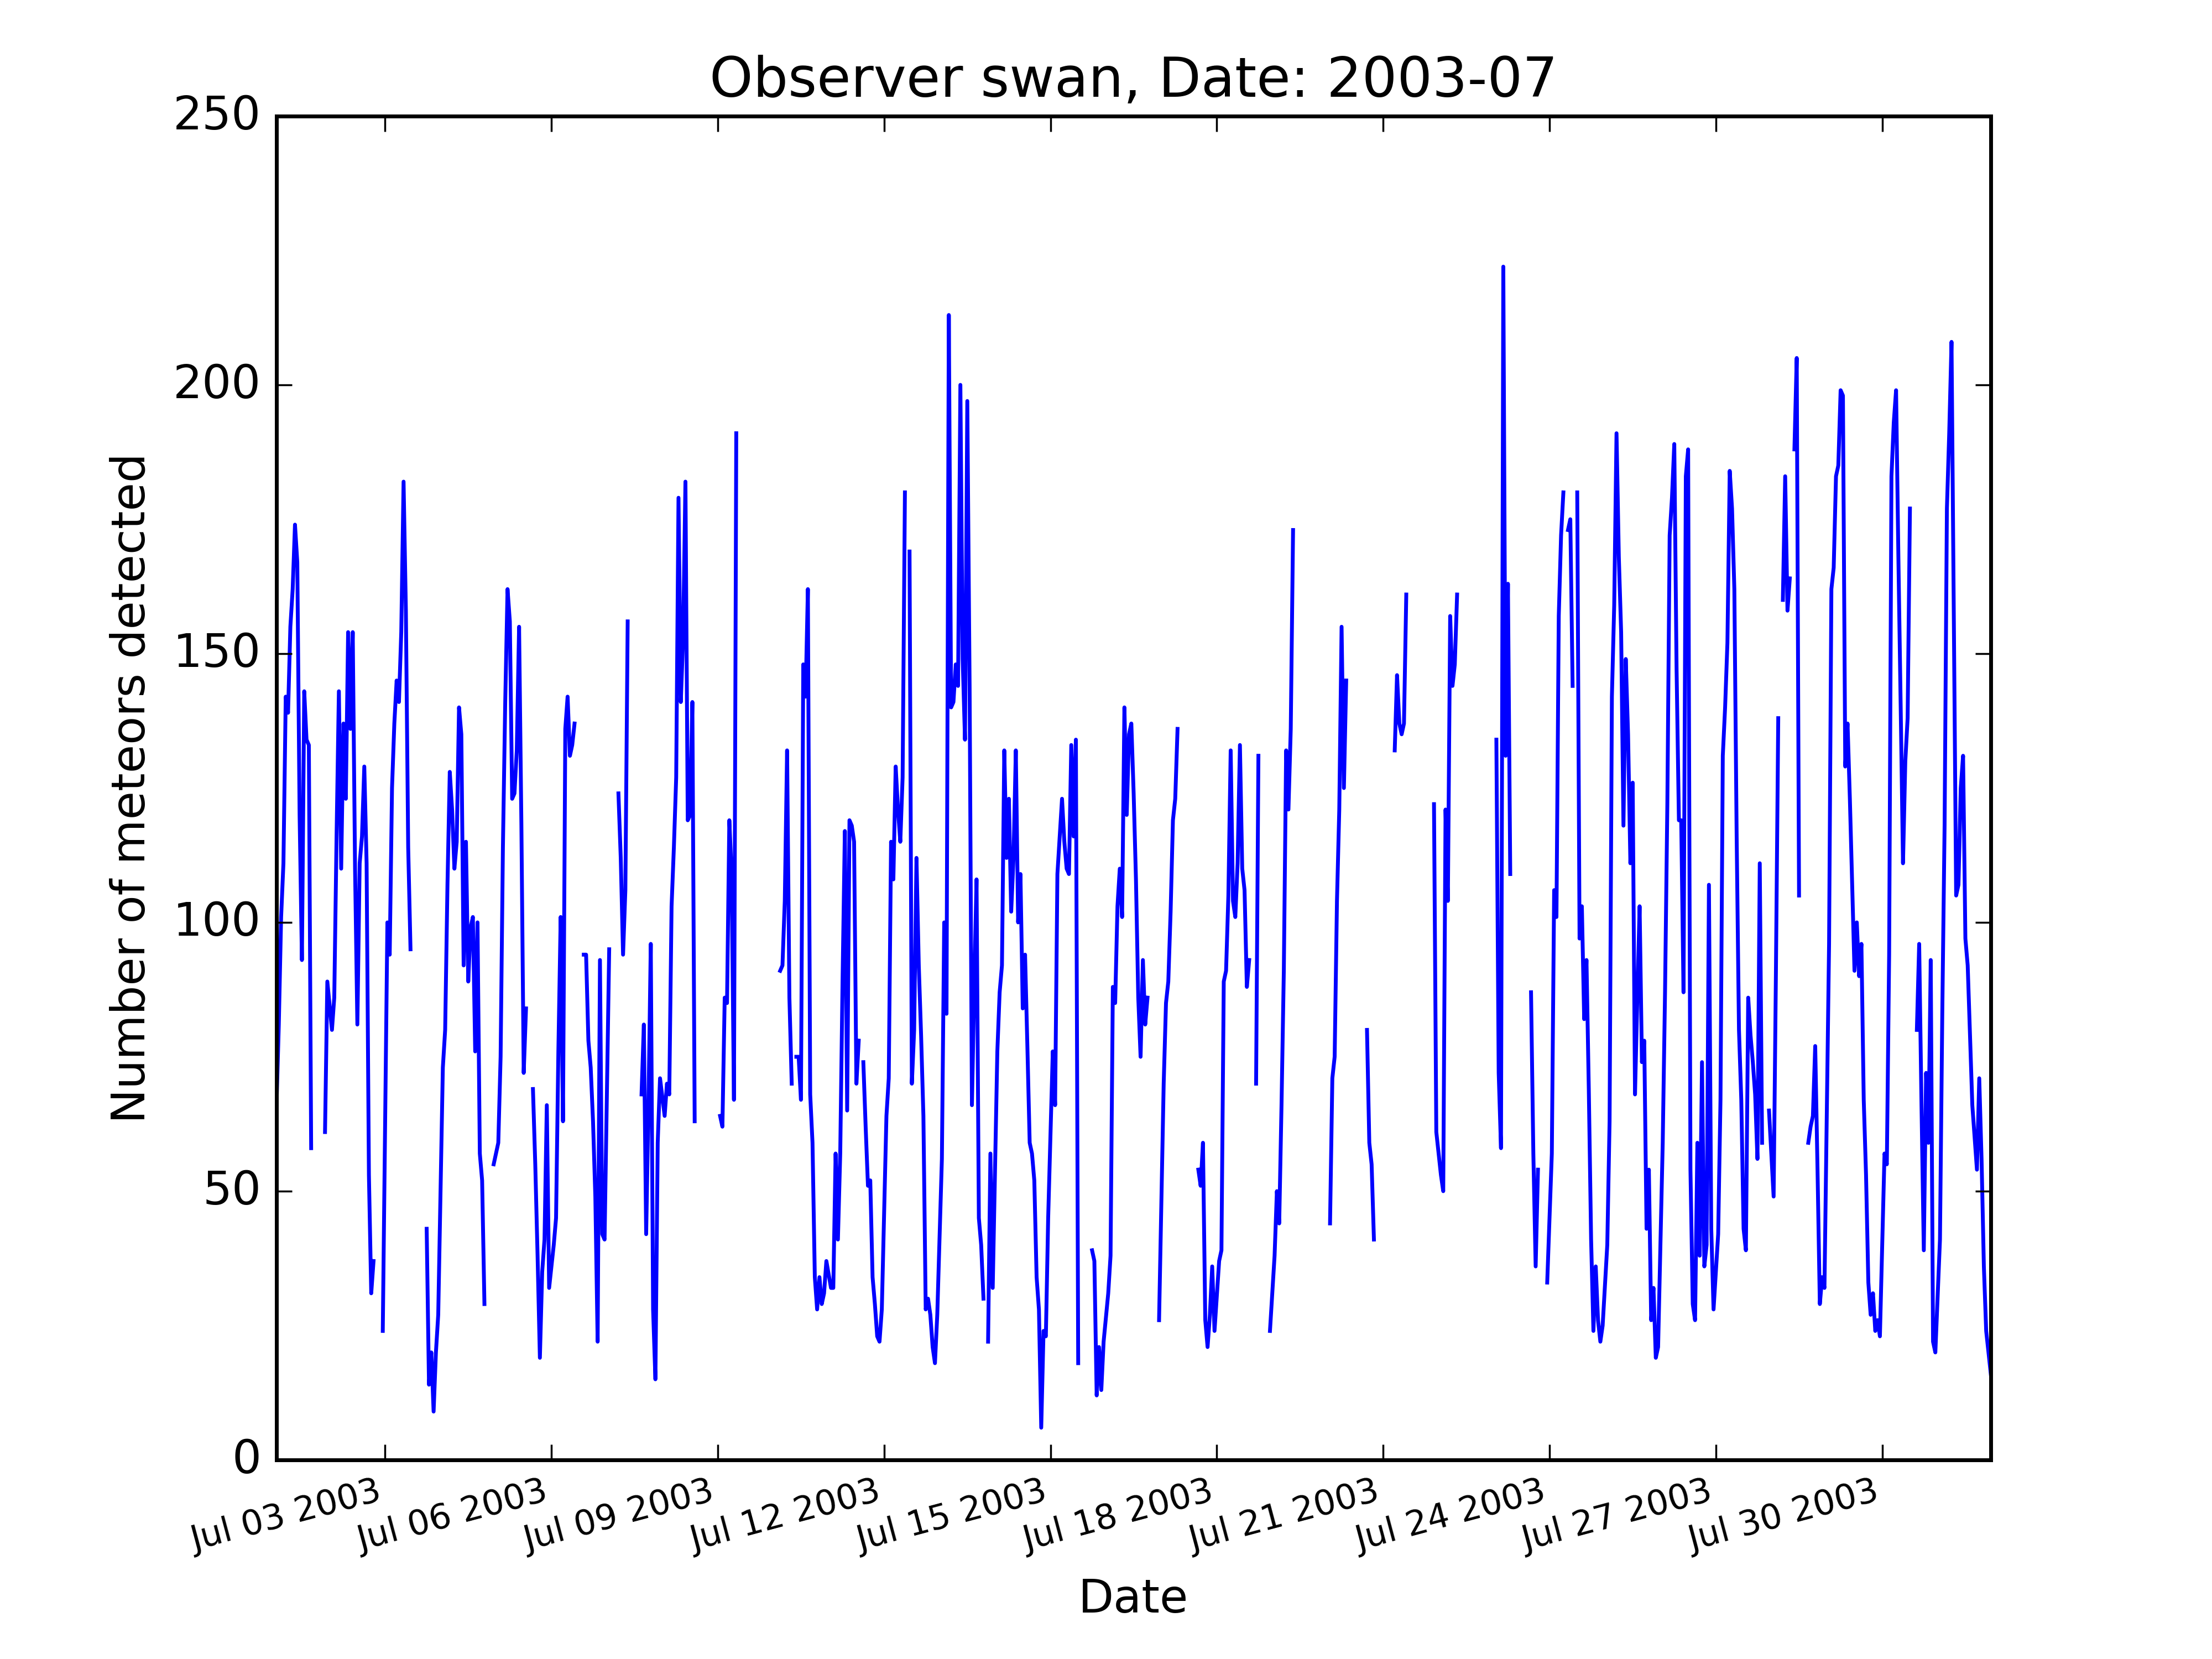 Observer swan, Date: 2003-07
Number of meteors detected
250
200
150
100
50
0
Jul 03 2003
Jul 06 2003
Jul 09 2003
Jul 12 2003
Jul 15 2003
Jul 18 2003
Jul 21 2003
Jul 24 2003
Jul 27 2003
Jul 30 2003
Date